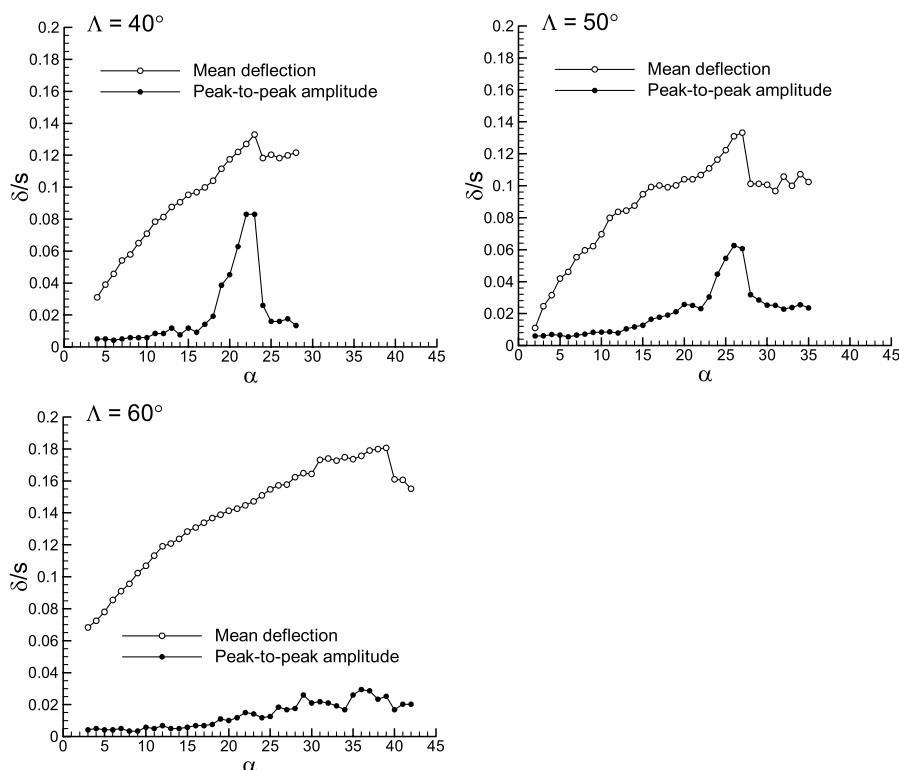 Λ = 40°
0.2
0.18
0.16
0.14
0.12
0.1
0.08
0.06
0.04
0.02
0
δ/s
Mean deflection
Peak-to-peak amplitude
0 5 10 15 20 25 30 35 40 45
α
Λ = 50°
0.2
0.18
0.16
0.14
0.12
0.1
0.08
0.06
0.04
0.02
0
δ/s
Mean deflection
Peak-to-peak amplitude
0 5 10 15 20 25 30 35 40 45
α
Λ = 60°
0.2
0.18
0.16
0.14
0.12
0.1
0.08
0.06
0.04
0.02
0
δ/s
Mean deflection
Peak-to-peak amplitude
0 5 10 15 20 25 30 35 40 45
α